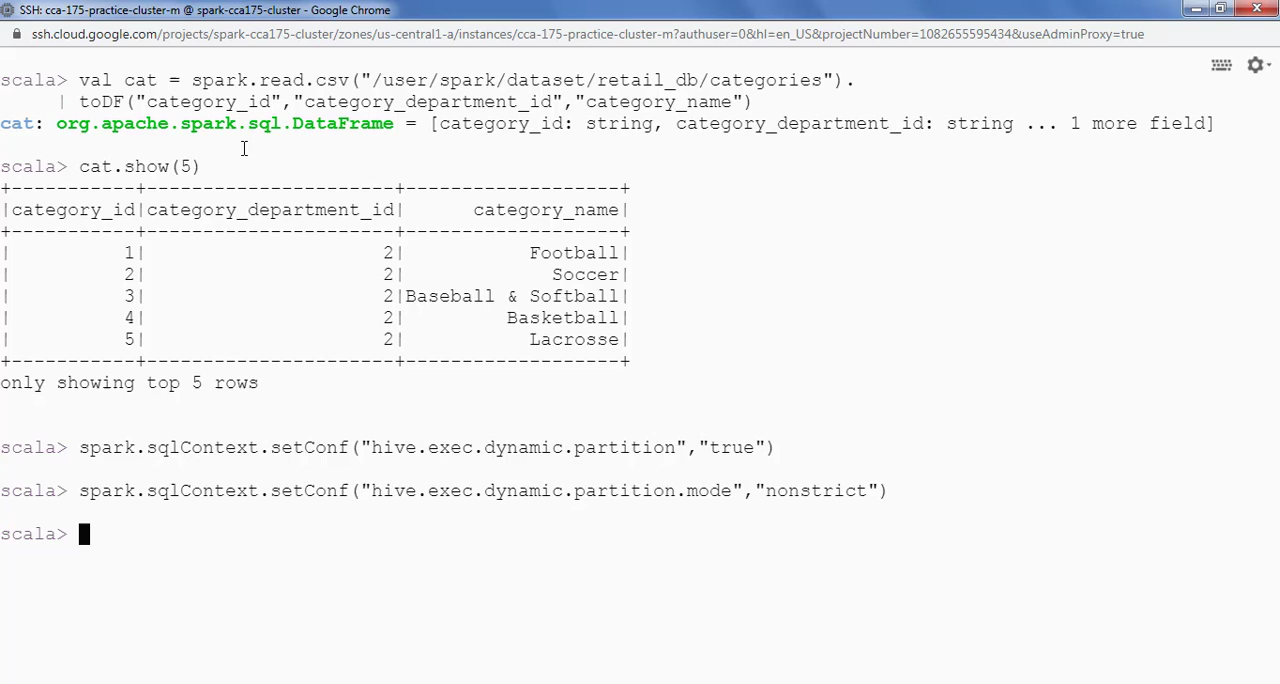 SSH: cca-175-practice-cluster-m @ spark-cca175-cluster - Google Chrome
ssh.cloud.google.com/projects/spark-cca175-cluster/zones/us-central1-a/instances/cca-175-practice-cluster-m?authuser=0&hl=en_US&projectNumber=1082655595434&useAdminProxy=true
scala> val cat = spark.read.csv("/user/spark/dataset/retail_db/categories").
     | toDF("category_id","category_department_id","category_name")
cat: org.apache.spark.sql.DataFrame = [category_id: string, category_department_id: string ... 1 more field]
scala> cat.show(5)
+-----------+----------------------+-------------------+
|category_id|category_department_id|      category_name|
+-----------+----------------------+-------------------+
|          1|                     2|           Football|
|          2|                     2|             Soccer|
|          3|                     2|Baseball & Softball|
|          4|                     2|         Basketball|
|          5|                     2|           Lacrosse|
+-----------+----------------------+-------------------+
only showing top 5 rows
scala> spark.sqlContext.setConf("hive.exec.dynamic.partition","true")
scala> spark.sqlContext.setConf("hive.exec.dynamic.partition.mode","nonstrict")
scala>